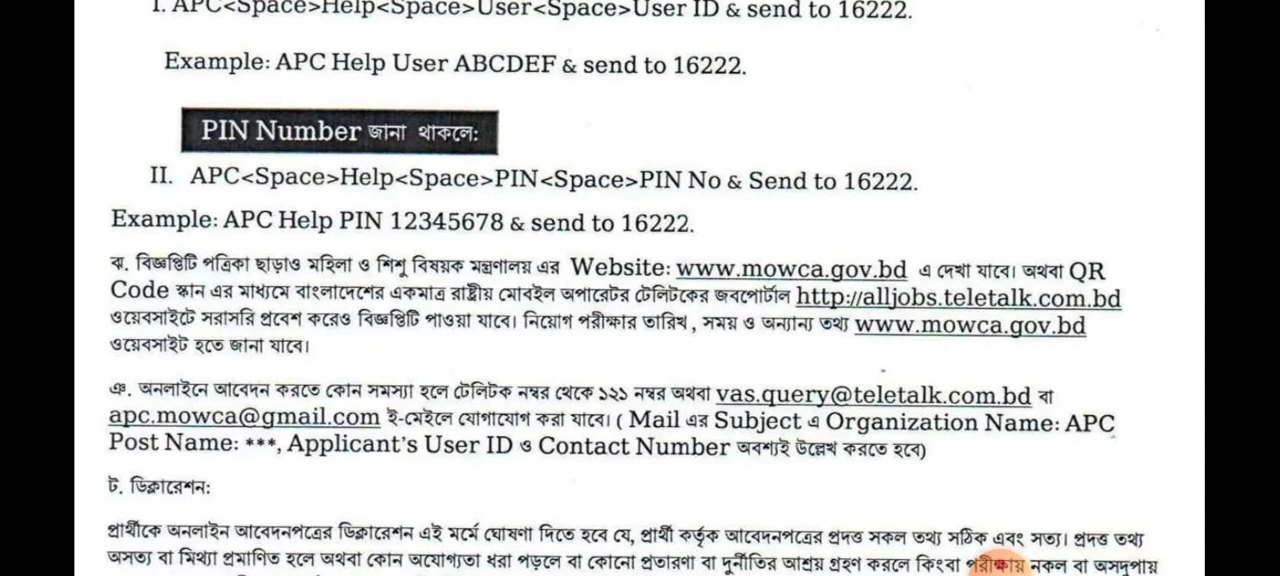 I. APC<Space>Help<Space>User<Space>User ID & send to 16222.
Example: APC Help User ABCDEF & send to 16222.
PIN Number জানা থাকলে:
II. APC<Space>Help<Space>PIN<Space>PIN No & Send to 16222.
Example: APC Help PIN 12345678 & send to 16222.
ঝ. বিজ্ঞপ্তিটি পত্রিকা ছাড়াও মহিলা ও শিশু বিষয়ক মন্ত্রণালয় এর Website: www.mowca.gov.bd এ দেখা যাবে। অথবা QR
Code স্কান এর মাধ্যমে বাংলাদেশের একমাত্র রাষ্ট্রীয় মোবাইল অপারেটর টেলিটকের জবপোর্টাল http://alljobs.teletalk.com.bd
ওয়েবসাইটে সরাসরি প্রবেশ করেও বিজ্ঞপ্তিটি পাওয়া যাবে। নিয়োগ পরীক্ষার তারিখ, সময় ও অন্যান্য তথ্য www.mowca.gov.bd
ওয়েবসাইট হতে জানা যাবে।
ঞ. অনলাইনে আবেদন করতে কোন সমস্যা হলে টেলিটক নম্বর থেকে ১২১ নম্বর অথবা vas.query@teletalk.com.bd বা
apc.mowca@gmail.com ই-মেইলে যোগাযোগ করা যাবে। ( Mail এর Subject এ Organization Name: APC
Post Name: ***, Applicant's User ID ও Contact Number অবশ্যই উল্লেখ করতে হবে)
ট. ডিক্লারেশন:
প্রার্থীকে অনলাইন আবেদনপত্রের ডিক্লারেশন এই মর্মে ঘোষণা দিতে হবে যে, প্রার্থী কর্তৃক আবেদনপত্রের প্রদত্ত সকল তথ্য সঠিক এবং সত্য। প্রদত্ত তথ্য
অসত্য বা মিথ্যা প্রমাণিত হলে অথবা কোন অযোগ্যতা ধরা পড়লে বা কোনো প্রতারণা বা দুর্নীতির আশ্রয় গ্রহণ করলে কিংবা পরীক্ষায় নকল বা অসদুপায়